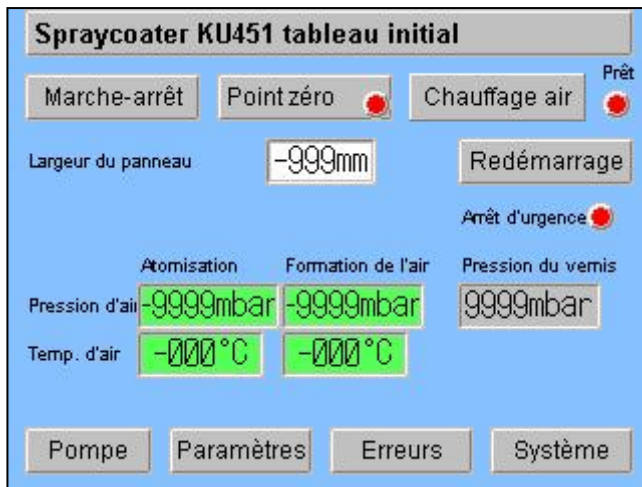 Spraycoater KU451 tableau initial
Marche-arrêt Point zéro Chauffage air Prêt
Largeur du panneau -999mm Redémarrage
Arrêt d'urgence
Atomisation Formation de l'air Pression du vernis
Pression d'air -9999mbar -9999mbar 9999mbar
Temp. d'air -000°C -000°C
Pompe Paramètres Erreurs Système